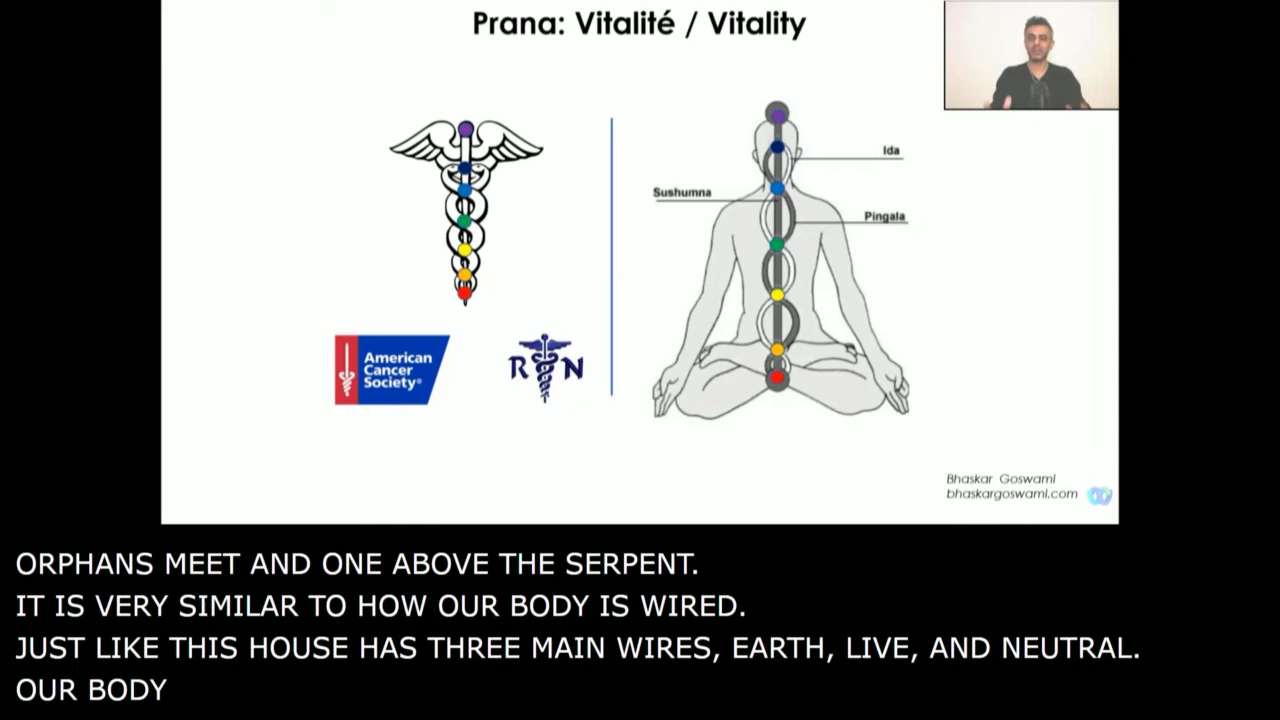 Prana: Vitalité / Vitality
Ida
Sushumna
Pingala
American
Cancer
Society®
R N
Bhaskar Goswami
bhaskargoswami.com
ORPHANS MEET AND ONE ABOVE THE SERPENT.
IT IS VERY SIMILAR TO HOW OUR BODY IS WIRED.
JUST LIKE THIS HOUSE HAS THREE MAIN WIRES, EARTH, LIVE, AND NEUTRAL.
OUR BODY